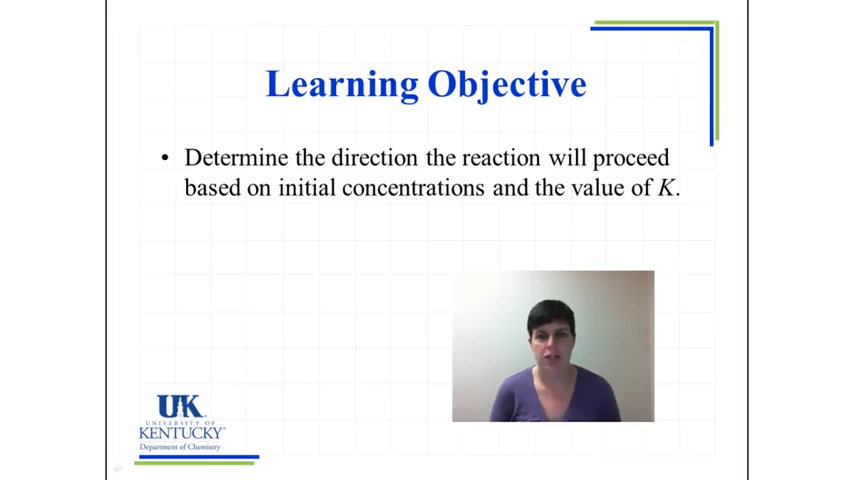 Learning Objective
• Determine the direction the reaction will proceed
based on initial concentrations and the value of K.
UK
UNIVERSITY OF
KENTUCKY
Department of Chemistry